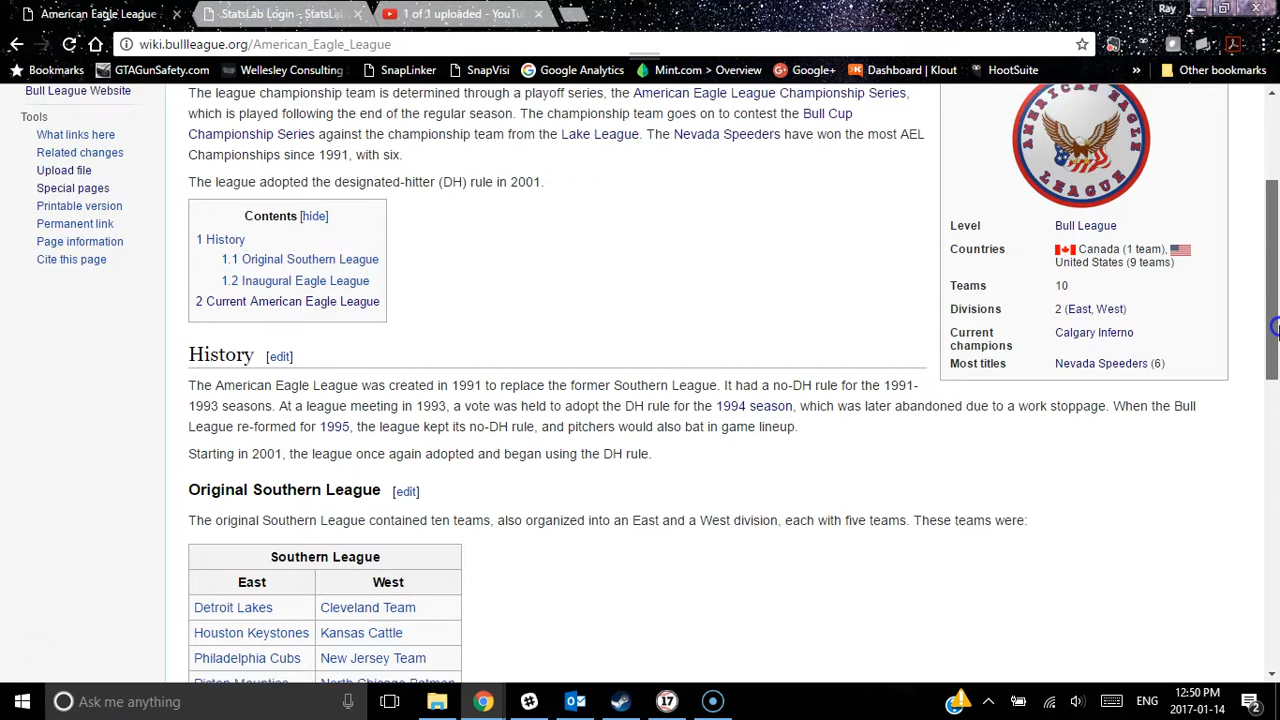 American Eagle League
StatsLab Login - StatsL
1 of 1 uploaded - YouTu
Ray
wiki.bullleague.org/American_Eagle_League
Bookmarks
GTAGunSafety.com
Wellesley Consulting
SnapLinker
SnapVisi
Google Analytics
Mint.com > Overview
Google+
Dashboard | Klout
HootSuite
»
Other bookmarks
Bull League Website
Tools
What links here
Related changes
Upload file
Special pages
Printable version
Permanent link
Page information
Cite this page
The league championship team is determined through a playoff series, the American Eagle League Championship Series,
which is played following the end of the regular season. The championship team goes on to contest the Bull Cup
Championship Series against the championship team from the Lake League. The Nevada Speeders have won the most AEL
Championships since 1991, with six.
The league adopted the designated-hitter (DH) rule in 2001.
Contents [hide]
1 History
1.1 Original Southern League
1.2 Inaugural Eagle League
2 Current American Eagle League
AMERICAN EAGLE
LEAGUE
Level Bull League
Countries Canada (1 team),
United States (9 teams)
Teams 10
Divisions 2 (East, West)
Current Calgary Inferno
champions
Most titles Nevada Speeders (6)
History [edit]
The American Eagle League was created in 1991 to replace the former Southern League. It had a no-DH rule for the 1991-
1993 seasons. At a league meeting in 1993, a vote was held to adopt the DH rule for the 1994 season, which was later abandoned due to a work stoppage. When the Bull
League re-formed for 1995, the league kept its no-DH rule, and pitchers would also bat in game lineup.
Starting in 2001, the league once again adopted and began using the DH rule.
Original Southern League [edit]
The original Southern League contained ten teams, also organized into an East and a West division, each with five teams. These teams were:
Southern League
East West
Detroit Lakes Cleveland Team
Houston Keystones Kansas Cattle
Philadelphia Cubs New Jersey Team
Ask me anything
17
ENG
12:50 PM
2017-01-14
2